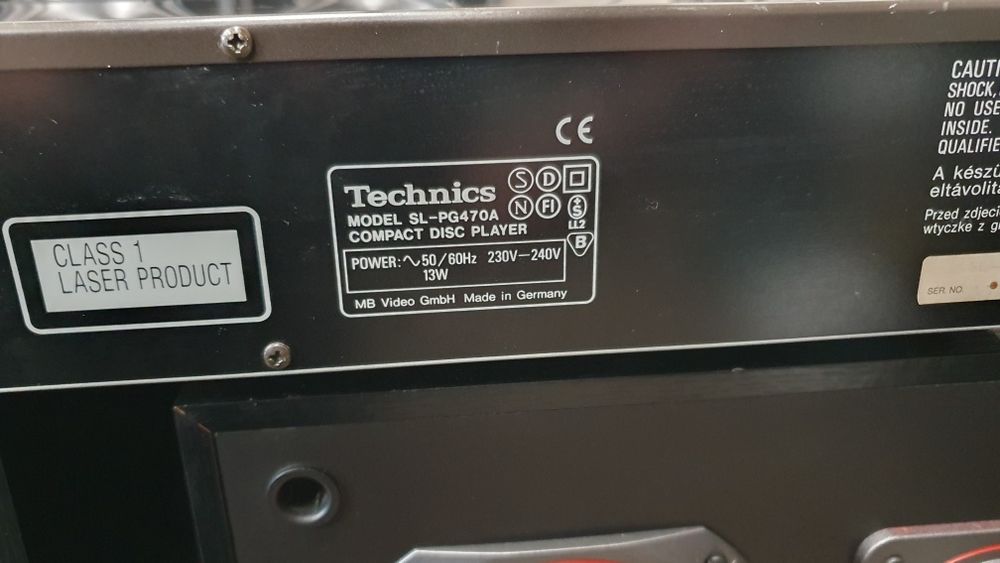 CE
CLASS 1
LASER PRODUCT
Technics
MODEL SL-PG470A
COMPACT DISC PLAYER
POWER:∿50/60Hz 230V—240V
13W
MB Video GmbH Made in Germany
S D
N FI
S
LL2
B
CAUTI
SHOCK,
NO USE
INSIDE.
QUALIFIE
A készü
eltávolít
Przed zdjęci
wtyczkę z g
SER. NO.